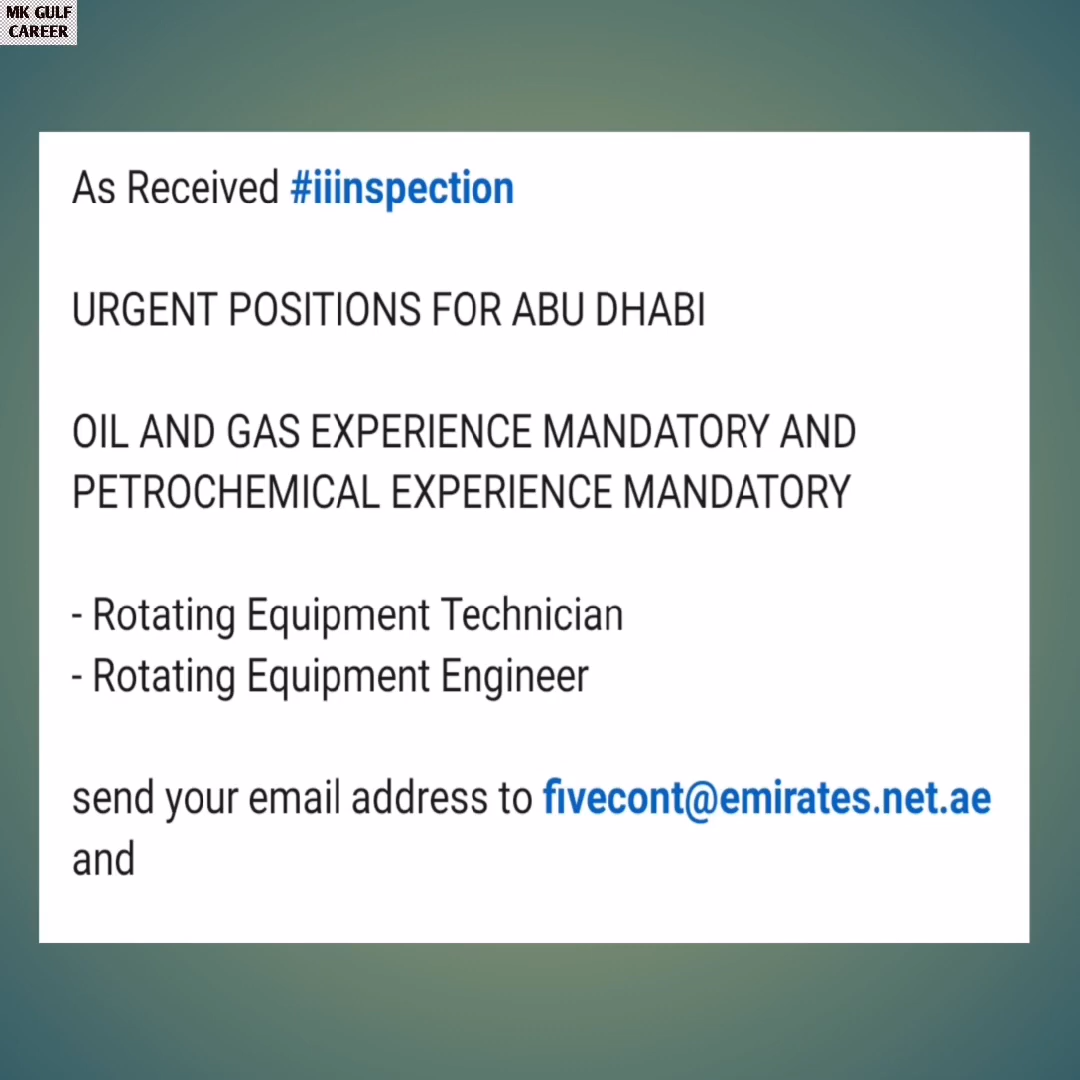 MK GULF
CAREER
As Received #iiinspection
URGENT POSITIONS FOR ABU DHABI
OIL AND GAS EXPERIENCE MANDATORY AND
PETROCHEMICAL EXPERIENCE MANDATORY
- Rotating Equipment Technician
- Rotating Equipment Engineer
send your email address to fivecont@emirates.net.ae
and